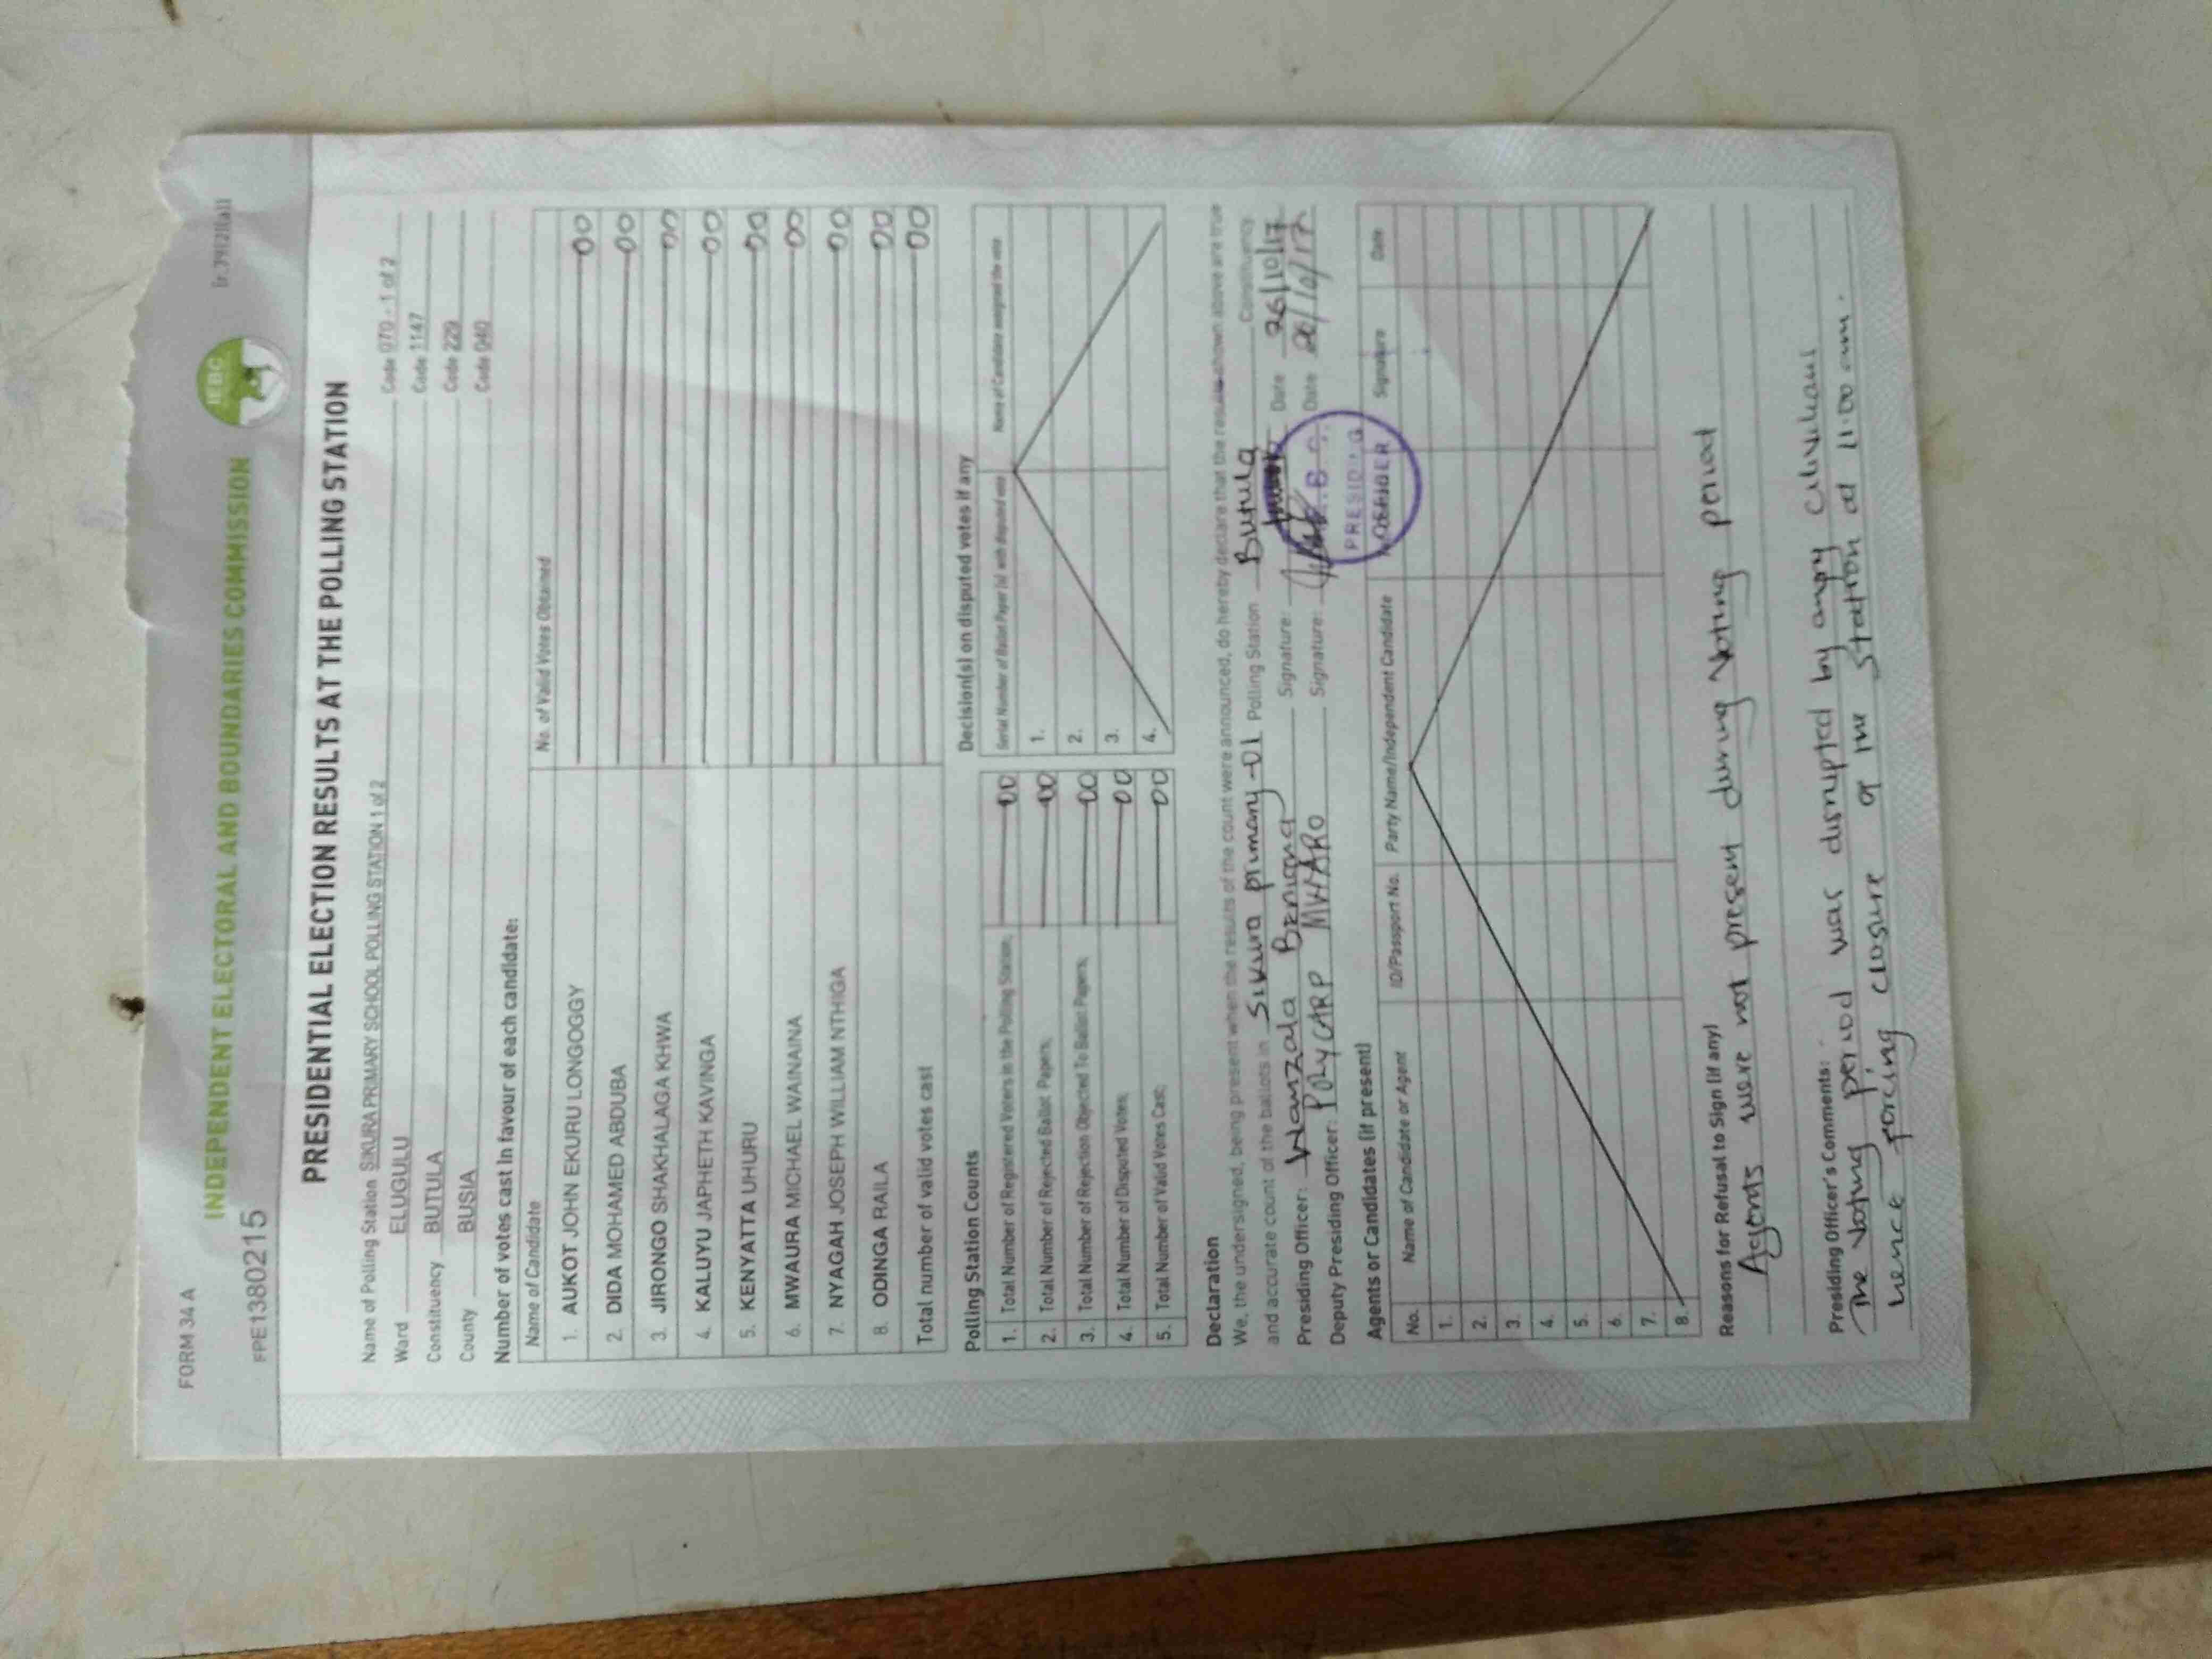 FORM 34 A
(r.79(2)(a))
INDEPENDENT ELECTORAL AND BOUNDARIES COMMISSION
IEBC
FPE1380215
PRESIDENTIAL ELECTION RESULTS AT THE POLLING STATION
Name of Polling Station SIKURA PRIMARY SCHOOL POLLING STATION 1 of 2 Code 070 - 1 of 2
Ward ELUGULU Code 1147
Constituency BUTULA Code 229
County BUSIA Code 040
Number of votes cast in favour of each candidate:
Name of Candidate No. of Valid Votes Obtained
1. AUKOT JOHN EKURU LONGOGGY 00
2. DIDA MOHAMED ABDUBA 00
3. JIRONGO SHAKHALAGA KHWA 00
4. KALUYU JAPHETH KAVINGA 00
5. KENYATTA UHURU 00
6. MWAURA MICHAEL WAINAINA 00
7. NYAGAH JOSEPH WILLIAM NTHIGA 00
8. ODINGA RAILA 00
Total number of valid votes cast 00
Polling Station Counts
1. Total Number of Registered Voters in the Polling Station; 00
2. Total Number of Rejected Ballot Papers; 00
3. Total Number of Rejection Objected To Ballot Papers; 00
4. Total Number of Disputed Votes; 00
5. Total Number of Valid Votes Cast; 00
Decision(s) on disputed votes if any
Serial Number of Ballot Paper (s) with disputed vote Name of Candidate assigned the vote
1.
2.
3.
4.
Declaration
We, the undersigned, being present when the results of the count were announced, do hereby declare that the results shown above are true
and accurate count of the ballots in Sikura primary -01 Polling Station Butula Constituency
Presiding Officer: Wanzala Signature: Date 26/10/17
Deputy Presiding Officer: POLYCARP MWARO Signature: Date 26/10/17
PRESIDING
OFFICER
Agents or Candidates (if present)
No. Name of Candidate or Agent ID/Passport No. Party Name/Independent Candidate Signature Date
1.
2.
3.
4.
5.
6.
7.
8.
Reasons for Refusal to Sign (if any)
Agents were not present during voting period
Presiding Officer's Comments:
The voting period was disrupted by angry
hence forcing closure of the station at 11:00 am.